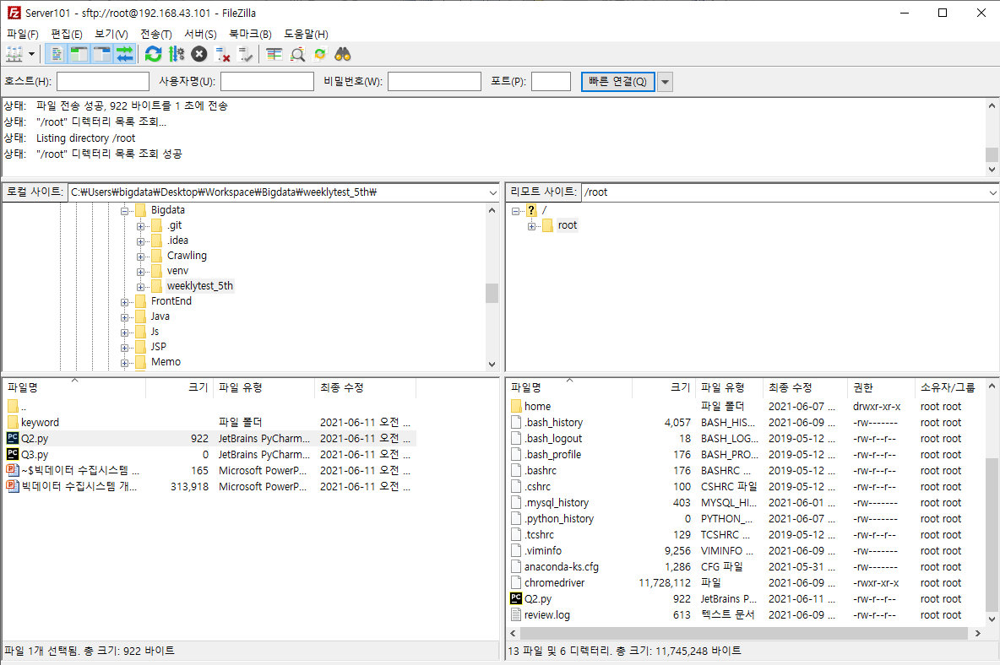 Server101 - sftp://root@192.168.43.101 - FileZilla
파일(F) 편집(E) 보기(V) 전송(T) 서버(S) 북마크(B) 도움말(H)
호스트(H): 사용자명(U): 비밀번호(W): 포트(P): 빠른 연결(Q)
상태: 파일 전송 성공, 922 바이트를 1 초에 전송
상태: "/root" 디렉터리 목록 조회...
상태: Listing directory /root
상태: "/root" 디렉터리 목록 조회 성공
로컬 사이트: C:₩Users₩bigdata₩Desktop₩Workspace₩Bigdata₩weeklytest_5th₩
Bigdata
.git
.idea
Crawling
venv
weeklytest_5th
FrontEnd
Java
Js
JSP
Memo
리모트 사이트: /root
/
root
파일명 크기 파일 유형 최종 수정
..
keyword 파일 폴더 2021-06-11 오전 ...
Q2.py 922 JetBrains PyCharm... 2021-06-11 오전 ...
Q3.py 0 JetBrains PyCharm... 2021-06-11 오전 ...
~$빅데이터 수집시스템 ... 165 Microsoft PowerP... 2021-06-11 오전 ...
빅데이터 수집시스템 개... 313,918 Microsoft PowerP... 2021-06-11 오전 ...
파일 1개 선택됨. 총 크기: 922 바이트
파일명 크기 파일 유형 최종 수정 권한 소유자/그룹
home 파일 폴더 2021-06-07 ... drwxr-xr-x root root
.bash_history 4,057 BASH_HIS... 2021-06-09 ... -rw------- root root
.bash_logout 18 BASH_LOG... 2019-05-12 ... -rw-r--r-- root root
.bash_profile 176 BASH_PRO... 2019-05-12 ... -rw-r--r-- root root
.bashrc 176 BASHRC ... 2019-05-12 ... -rw-r--r-- root root
.cshrc 100 CSHRC 파일 2019-05-12 ... -rw-r--r-- root root
.mysql_history 403 MYSQL_HI... 2021-06-01 ... -rw------- root root
.python_history 0 PYTHON_... 2021-06-07 ... -rw------- root root
.tcshrc 129 TCSHRC ... 2019-05-12 ... -rw-r--r-- root root
.viminfo 9,256 VIMINFO ... 2021-06-09 ... -rw------- root root
anaconda-ks.cfg 1,286 CFG 파일 2021-05-31 ... -rw------- root root
chromedriver 11,728,112 파일 2021-06-09 ... -rwxr-xr-x root root
Q2.py 922 JetBrains P... 2021-06-11 ... -rw-r--r-- root root
review.log 613 텍스트 문서 2021-06-09 ... -rw-r--r-- root root
13 파일 및 6 디렉터리. 총 크기: 11,745,248 바이트